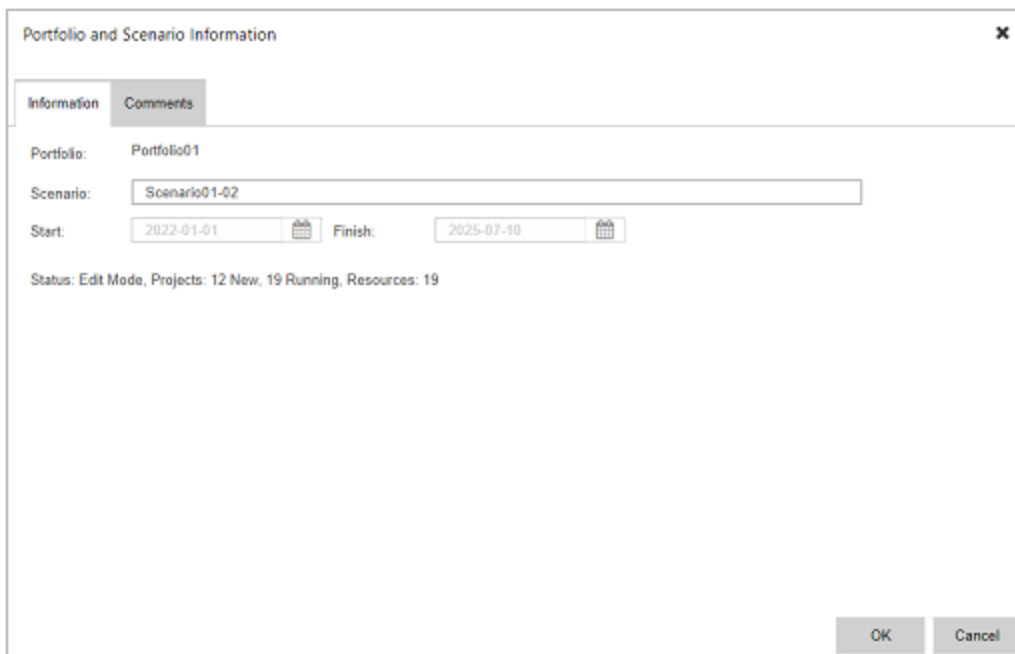 Portfolio and Scenario Information
Information Comments
Portfolio: Portfolio01
Scenario: Scenario01-02
Start: 2022-01-01 Finish: 2025-07-10
Status: Edit Mode, Projects: 12 New, 19 Running, Resources: 19
OK Cancel